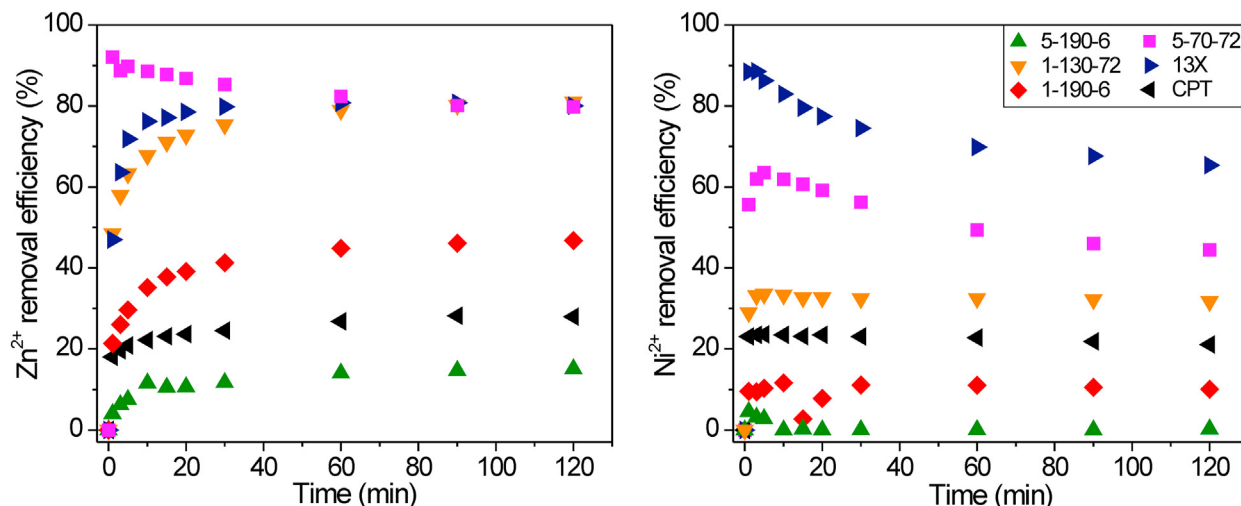 Zn²⁺ removal efficiency (%)
100
80
60
40
20
0
0 20 40 60 80 100 120
Time (min)
Ni²⁺ removal efficiency (%)
100
80
60
40
20
0
5-190-6 5-70-72
1-130-72 13X
1-190-6 CPT
0 20 40 60 80 100 120
Time (min)